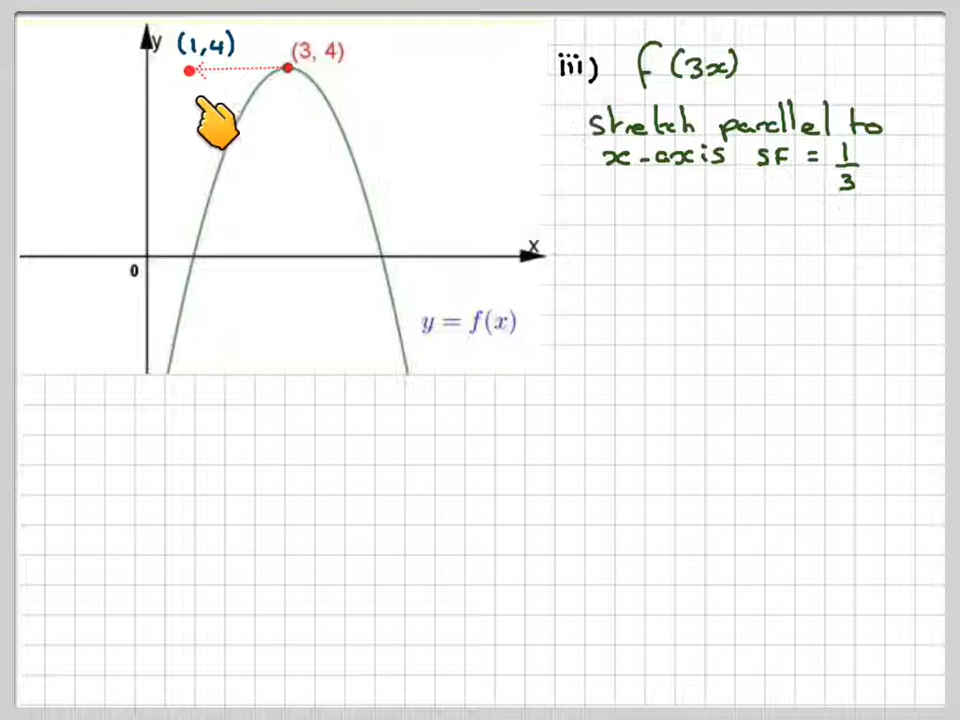 y
(1,4)
(3, 4)
x
0
y = f(x)
iii) f(3x)
stretch parallel to
x-axis SF = 1/3